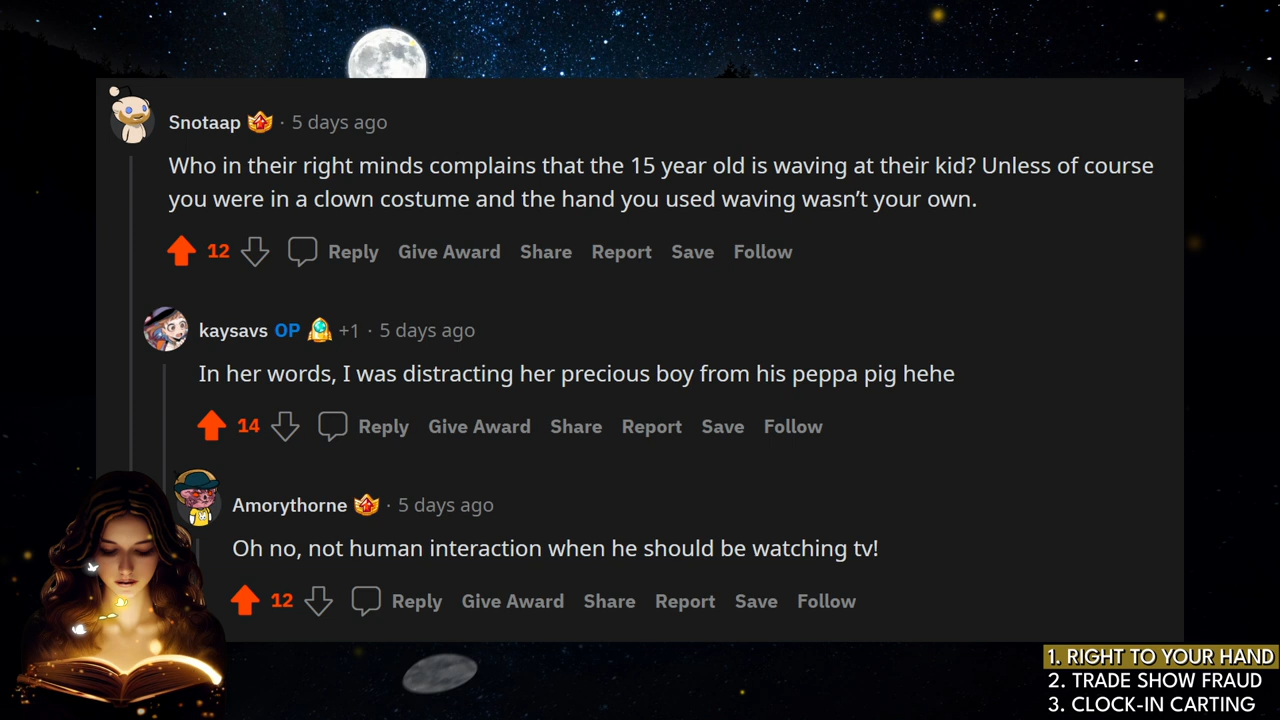 Snotaap · 5 days ago
Who in their right minds complains that the 15 year old is waving at their kid? Unless of course
you were in a clown costume and the hand you used waving wasn’t your own.
12 Reply Give Award Share Report Save Follow
kaysavs OP +1 · 5 days ago
In her words, I was distracting her precious boy from his peppa pig hehe
14 Reply Give Award Share Report Save Follow
Amorythorne · 5 days ago
Oh no, not human interaction when he should be watching tv!
12 Reply Give Award Share Report Save Follow
1. RIGHT TO YOUR HAND
2. TRADE SHOW FRAUD
3. CLOCK-IN CARTING